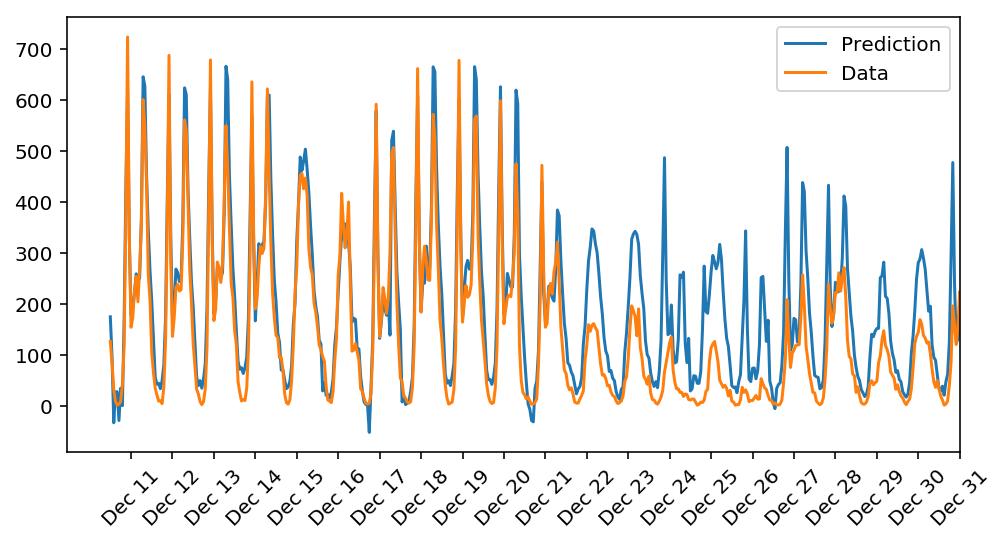 Prediction
Data
700
600
500
400
300
200
100
0
Dec 11
Dec 12
Dec 13
Dec 14
Dec 15
Dec 16
Dec 17
Dec 18
Dec 19
Dec 20
Dec 21
Dec 22
Dec 23
Dec 24
Dec 25
Dec 26
Dec 27
Dec 28
Dec 29
Dec 30
Dec 31